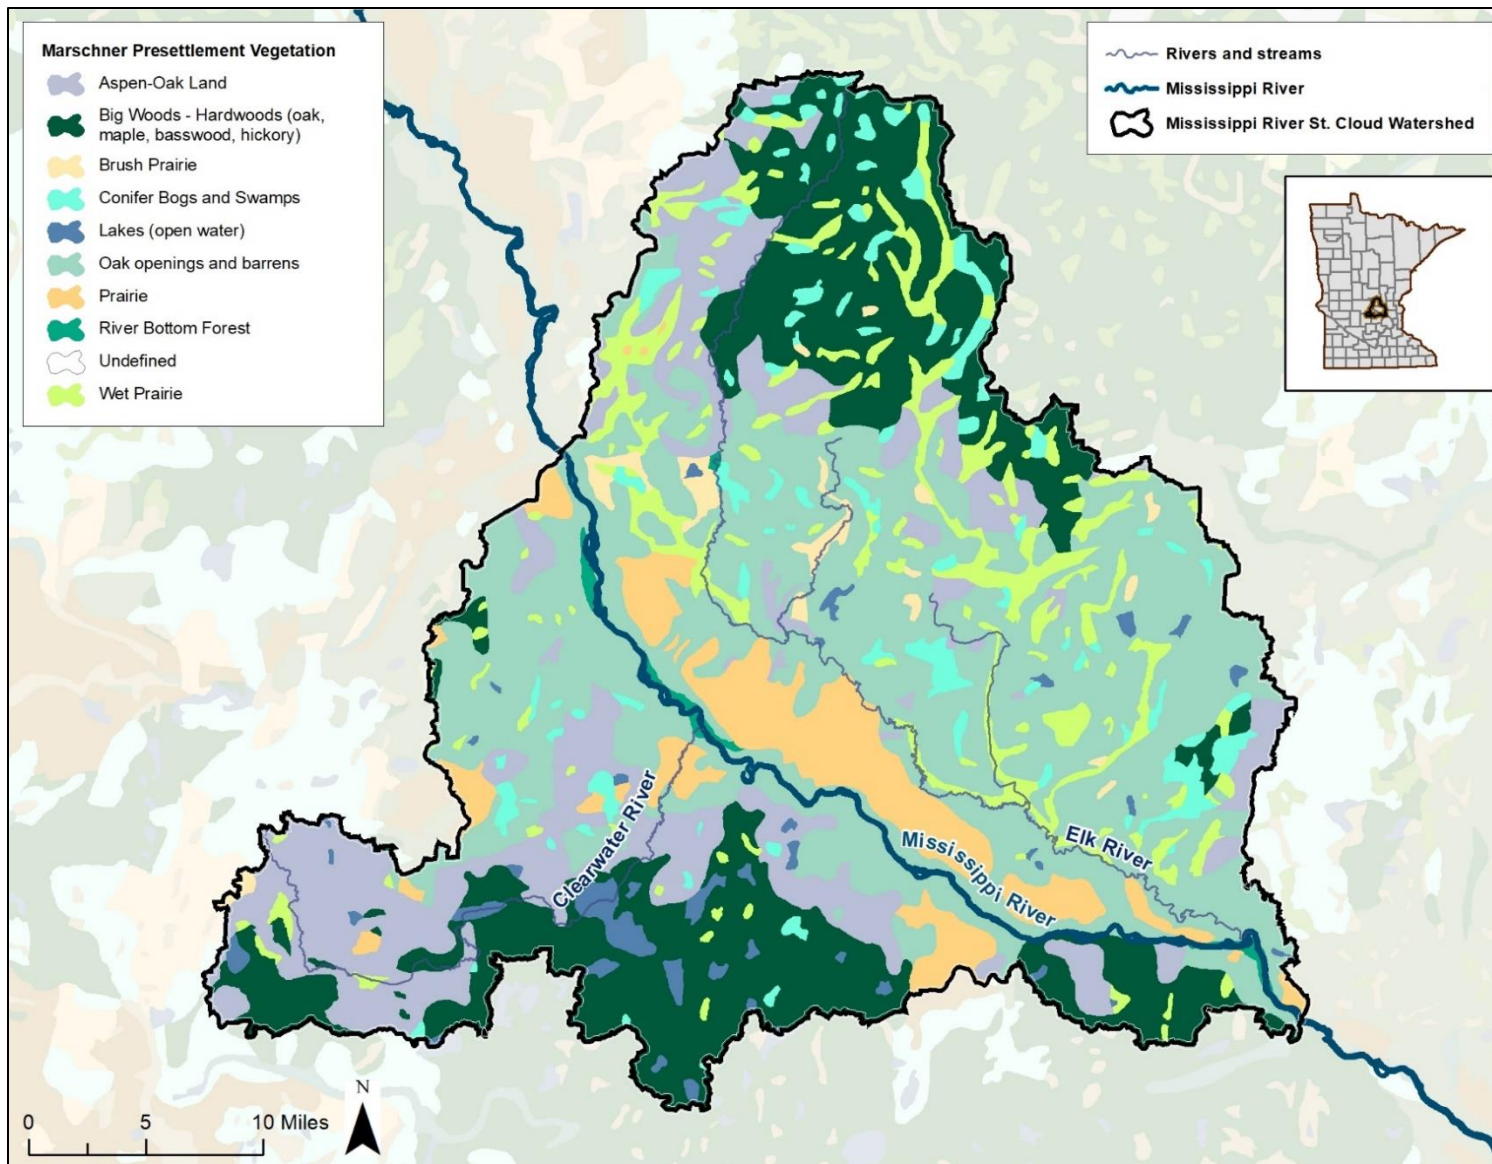 Marschner Presettlement Vegetation
Aspen-Oak Land
Big Woods - Hardwoods (oak,
maple, basswood, hickory)
Brush Prairie
Conifer Bogs and Swamps
Lakes (open water)
Oak openings and barrens
Prairie
River Bottom Forest
Undefined
Wet Prairie
Rivers and streams
Mississippi River
Mississippi River St. Cloud Watershed
Clearwater River
Mississippi River
Elk River
N
0 5 10 Miles